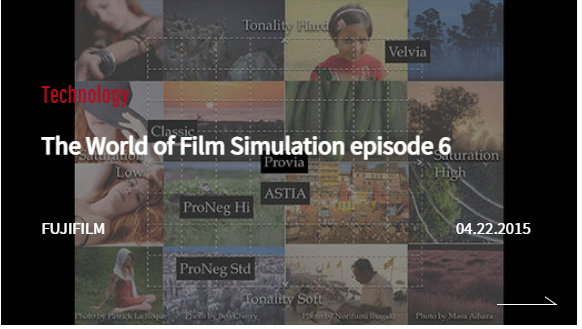 Tonality Hard
Velvia
Technology
Classic
The World of Film Simulation episode 6
Saturation
Low
Provia
Saturation
High
ASTIA
ProNeg Hi
FUJIFILM
04.22.2015
ProNeg Std
Tonality Soft
Photo by Patrick La Roque
Photo by Ben Cherry
Photo by Norifumi Inagaki
Photo by Masa Aihara